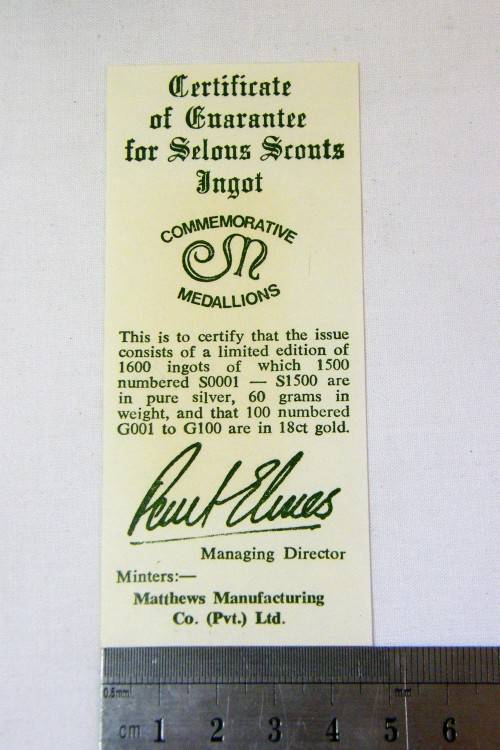 Certificate
of Guarantee
for Selous Scouts
Ingot
COMMEMORATIVE
CM
MEDALLIONS
This is to certify that the issue
consists of a limited edition of
1600 ingots of which 1500
numbered S0001 — S1500 are
in pure silver, 60 grams in
weight, and that 100 numbered
G001 to G100 are in 18ct gold.
Managing Director
Minters:—
Matthews Manufacturing
Co. (Pvt.) Ltd.
0.5mm
mm
cm 1 2 3 4 5 6